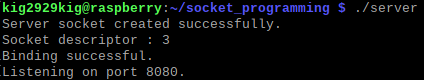 kig2929kig@raspberry:~/socket_programming $ ./server
Server socket created successfully.
Socket descriptor : 3
Binding successful.
Listening on port 8080.